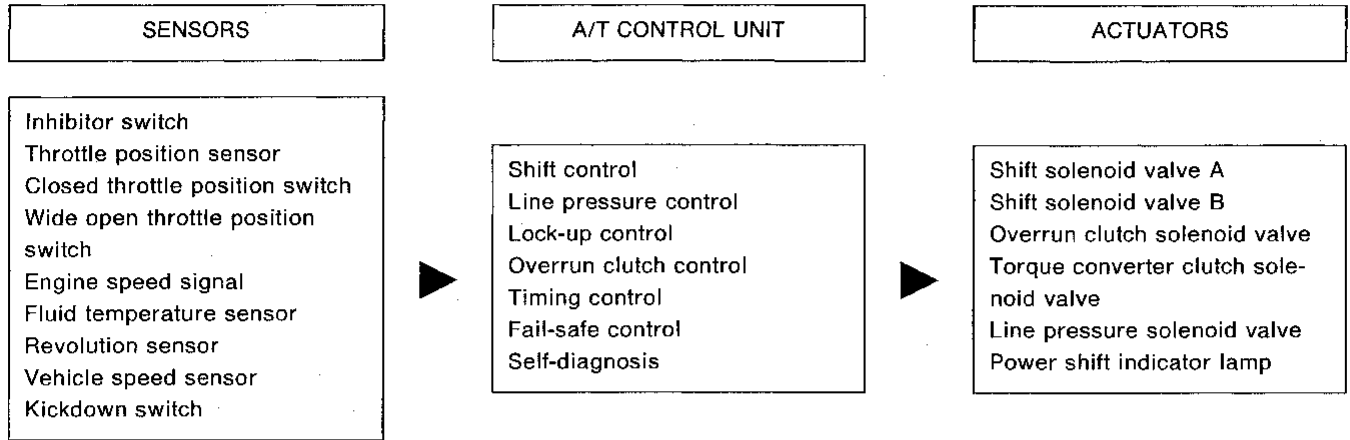 SENSORS
A/T CONTROL UNIT
ACTUATORS
Inhibitor switch
Throttle position sensor
Closed throttle position switch
Wide open throttle position
switch
Engine speed signal
Fluid temperature sensor
Revolution sensor
Vehicle speed sensor
Kickdown switch
Shift control
Line pressure control
Lock-up control
Overrun clutch control
Timing control
Fail-safe control
Self-diagnosis
Shift solenoid valve A
Shift solenoid valve B
Overrun clutch solenoid valve
Torque converter clutch sole-
noid valve
Line pressure solenoid valve
Power shift indicator lamp